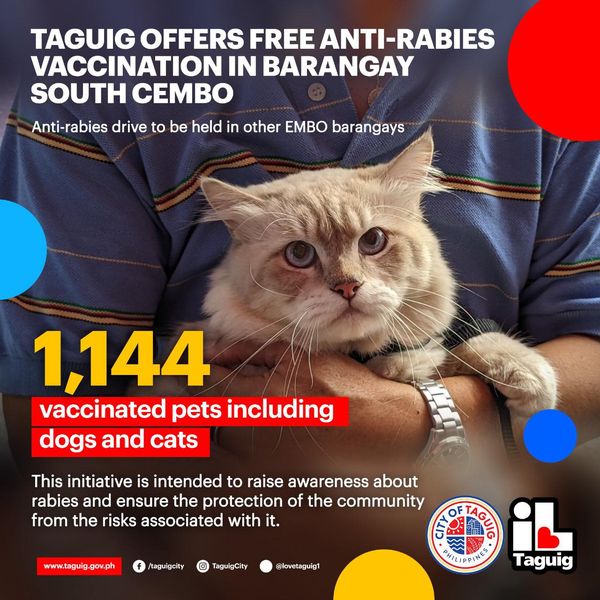 TAGUIG OFFERS FREE ANTI-RABIES
VACCINATION IN BARANGAY
SOUTH CEMBO
Anti-rabies drive to be held in other EMBO barangays
1,144
vaccinated pets including
dogs and cats
This initiative is intended to raise awareness about
rabies and ensure the protection of the community
from the risks associated with it.
CITY OF TAGUIG
PHILIPPINES
iL
Taguig
www.taguig.gov.ph
/taguigcity
TaguigCity
@lovetaguig1